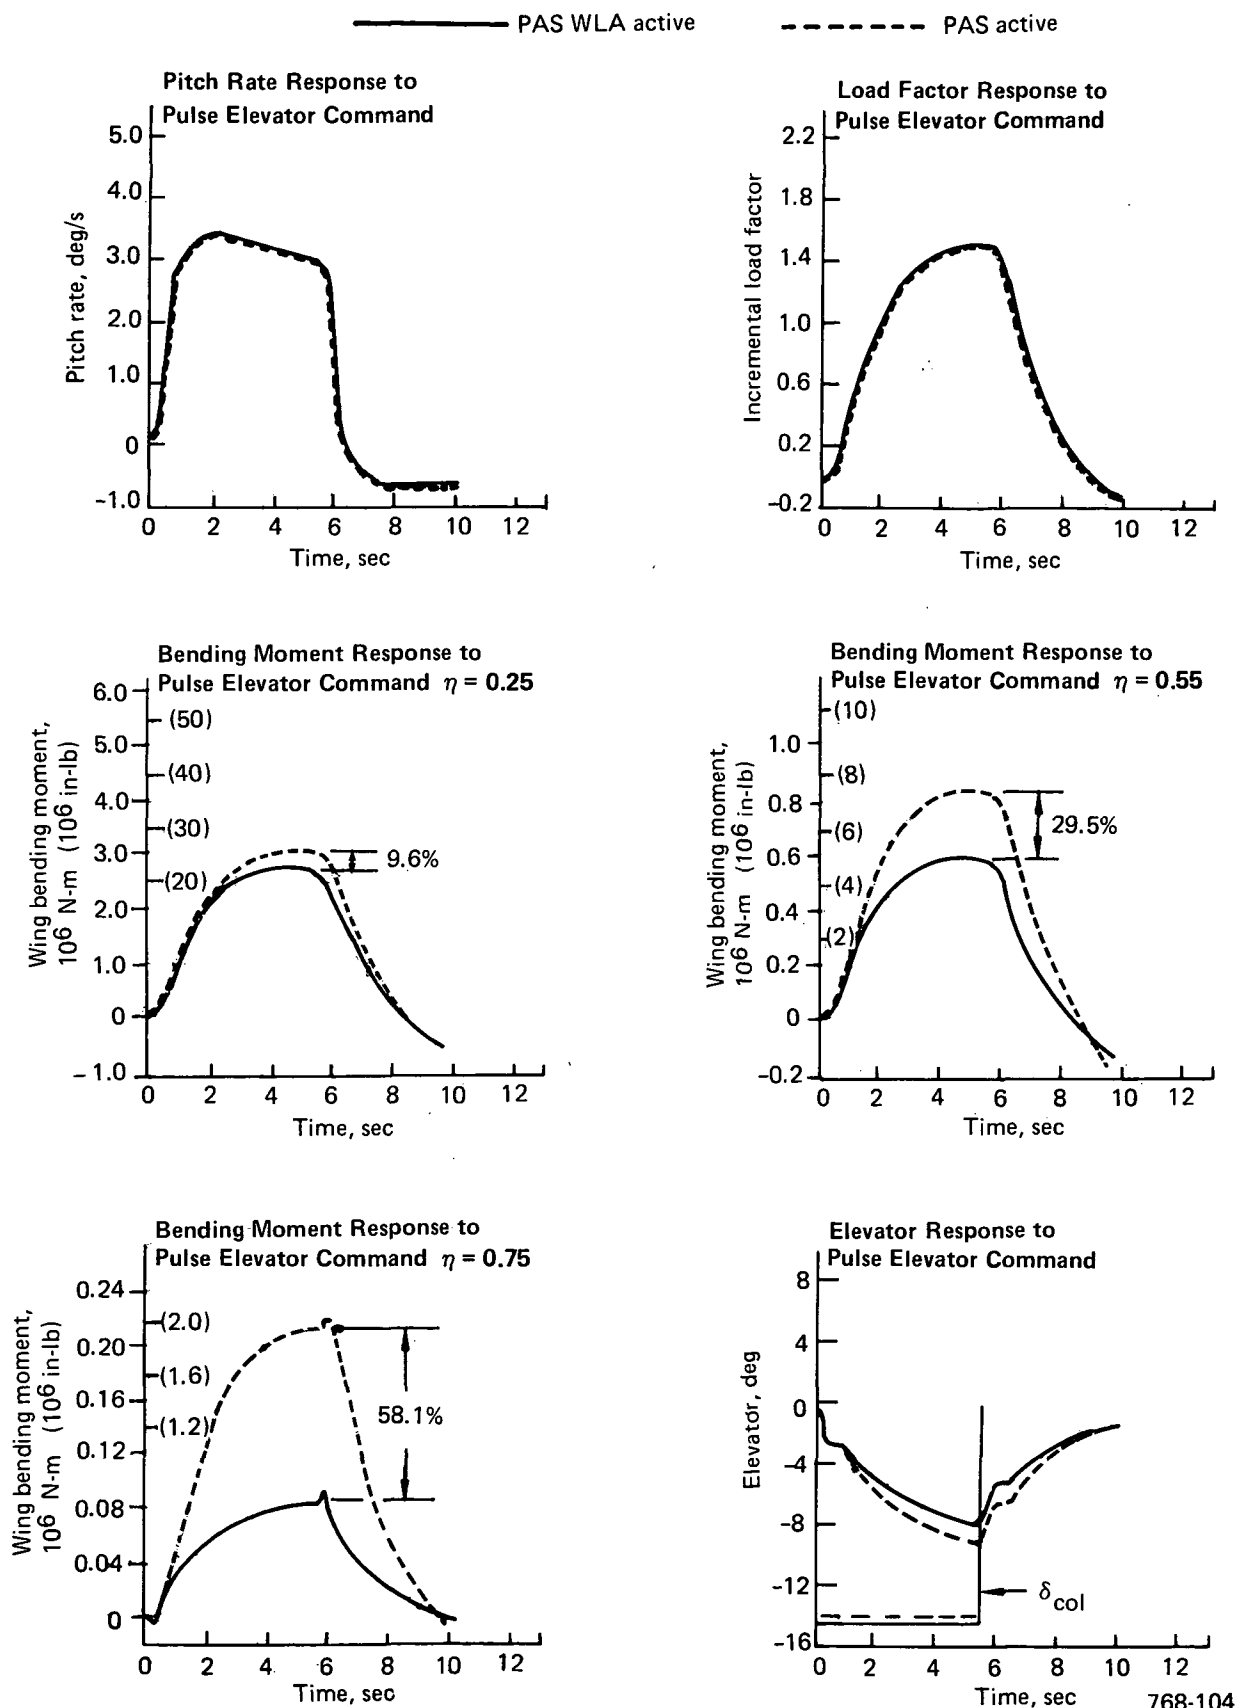 PAS WLA active
PAS active
Pitch Rate Response to
Pulse Elevator Command
5.0
4.0
3.0
2.0
1.0
0
-1.0
Pitch rate, deg/s
0 2 4 6 8 10 12
Time, sec
Load Factor Response to
Pulse Elevator Command
2.2
1.8
1.4
1.0
0.6
0.2
-0.2
Incremental load factor
0 2 4 6 8 10 12
Time, sec
Bending Moment Response to
Pulse Elevator Command η = 0.25
6.0
(50)
5.0
(40)
4.0
(30)
3.0
(20)
2.0
1.0
0
-1.0
Wing bending moment,
10⁶ N-m (10⁶ in-lb)
9.6%
0 2 4 6 8 10 12
Time, sec
Bending Moment Response to
Pulse Elevator Command η = 0.55
(10)
1.0
(8)
0.8
(6)
0.6
(4)
0.4
(2)
0.2
0
-0.2
Wing bending moment,
10⁶ N-m (10⁶ in-lb)
29.5%
0 2 4 6 8 10 12
Time, sec
Bending Moment Response to
Pulse Elevator Command η = 0.75
0.24
(2.0)
0.20
(1.6)
0.16
(1.2)
0.12
0.08
0.04
0
Wing bending moment,
10⁶ N-m (10⁶ in-lb)
58.1%
0 2 4 6 8 10 12
Time, sec
Elevator Response to
Pulse Elevator Command
8
4
0
-4
-8
-12
-16
Elevator, deg
δcol
0 2 4 6 8 10 12
Time, sec
768-104